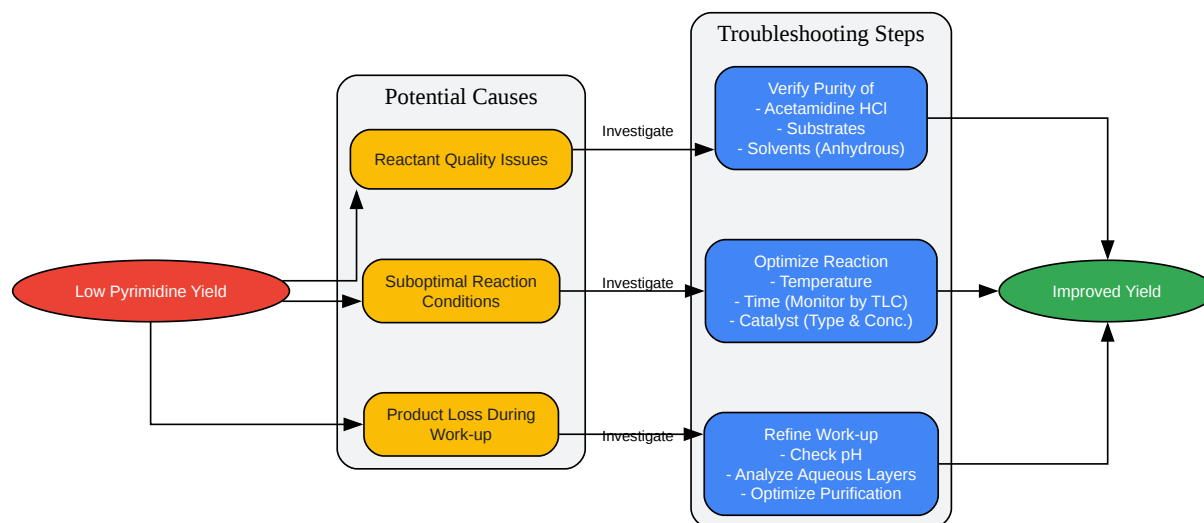 Troubleshooting Steps
Potential Causes
Verify Purity of
- Acetamidine HCl
- Substrates
- Solvents (Anhydrous)
Investigate
Reactant Quality Issues
Low Pyrimidine Yield
Suboptimal Reaction
Conditions
Investigate
Optimize Reaction
- Temperature
- Time (Monitor by TLC)
- Catalyst (Type & Conc.)
Improved Yield
Product Loss During
Work-up
Investigate
Refine Work-up
- Check pH
- Analyze Aqueous Layers
- Optimize Purification